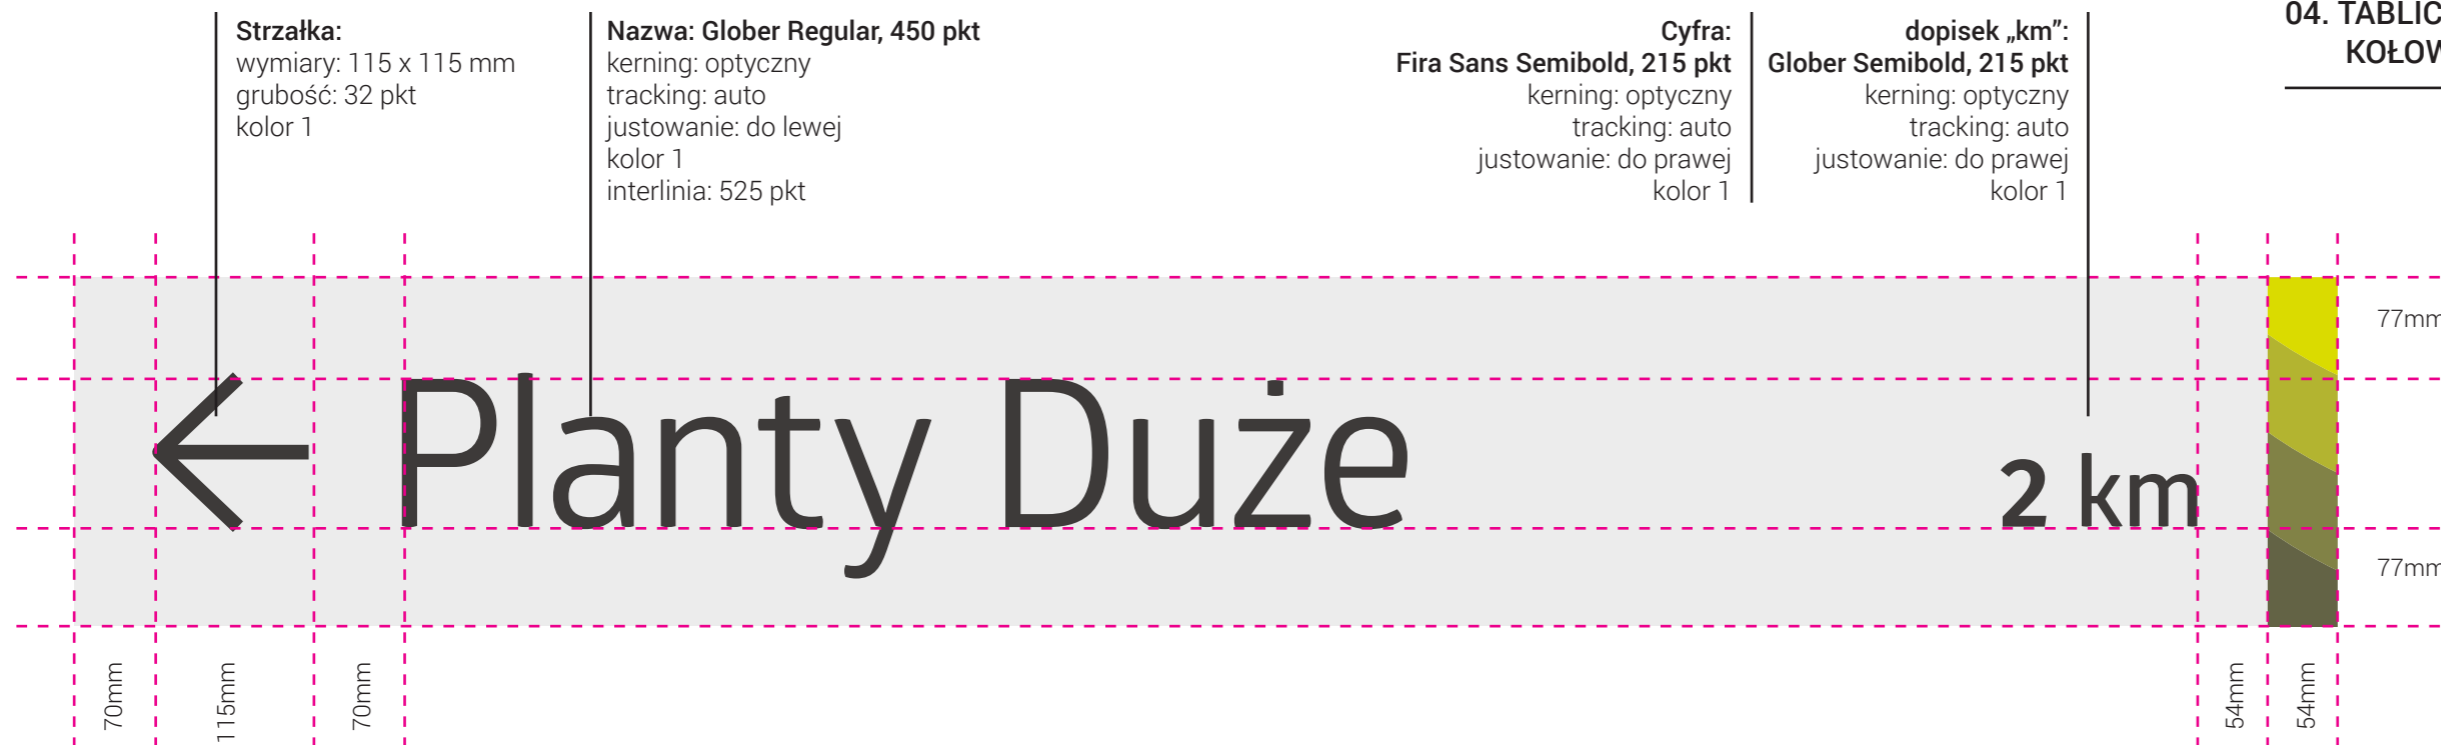 Strzałka:
wymiary: 115 x 115 mm
grubość: 32 pkt
kolor 1
Nazwa: Glober Regular, 450 pkt
kerning: optyczny
tracking: auto
justowanie: do lewej
kolor 1
interlinia: 525 pkt
Cyfra:
Fira Sans Semibold, 215 pkt
kerning: optyczny
tracking: auto
justowanie: do prawej
kolor 1
dopisek „km”:
Glober Semibold, 215 pkt
kerning: optyczny
tracking: auto
justowanie: do prawej
kolor 1
04. TABLIC
KOŁOW
77mm
Planty Duże
2 km
77mm
70mm
115mm
70mm
54mm
54mm